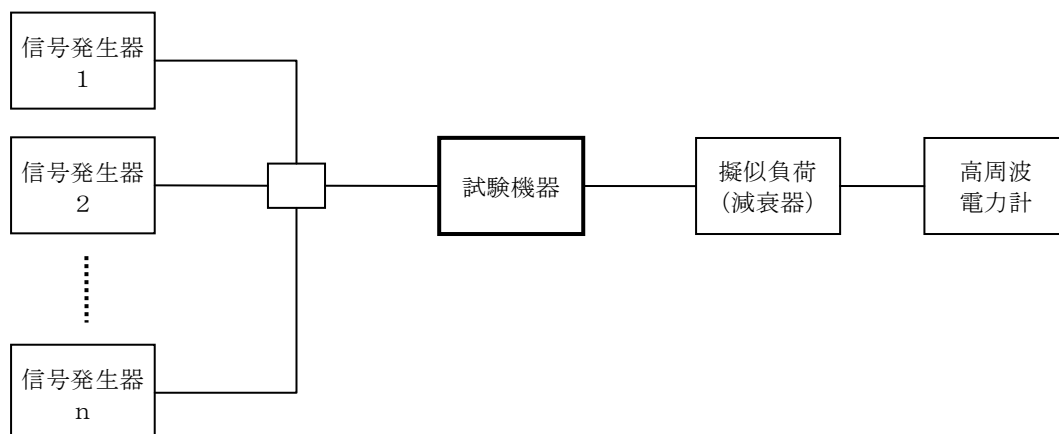 信号発生器
1
信号発生器
2
信号発生器
n
試験機器
擬似負荷
(減衰器)
高周波
電力計